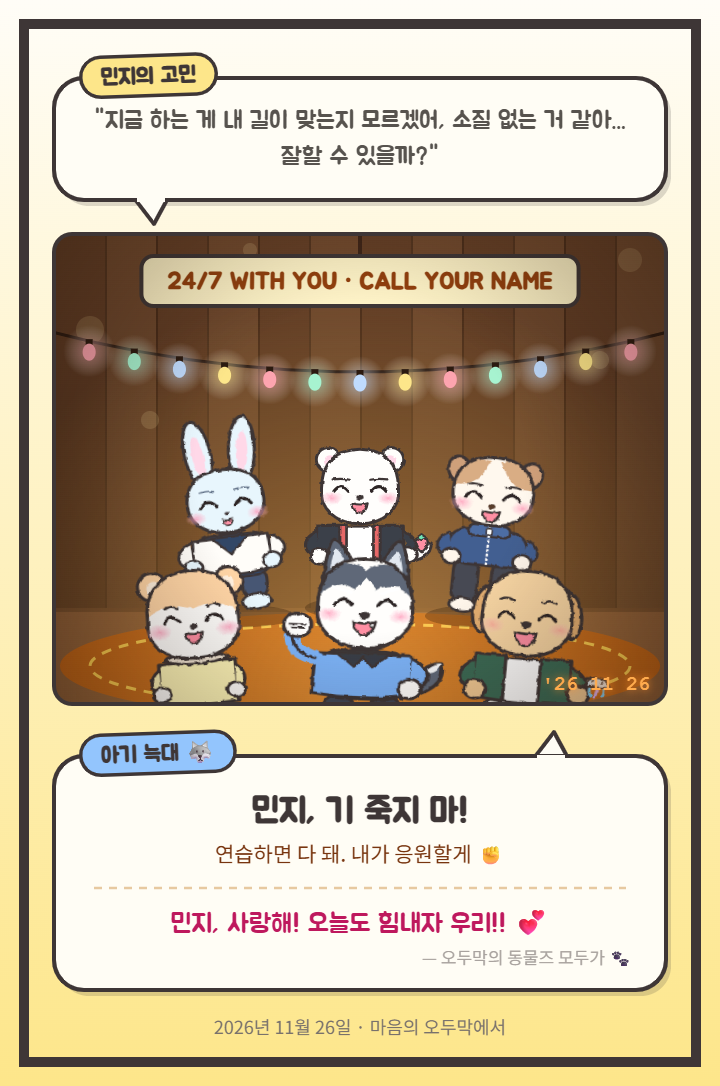 민지의 고민
"지금 하는 게 내 길이 맞는지 모르겠어, 소질 없는 거 같아...
잘할 수 있을까?"
24/7 WITH YOU · CALL YOUR NAME
'26 11 26
아기 늑대 🐺
민지, 기 죽지 마!
연습하면 다 돼. 내가 응원할게 ✊
민지, 사랑해! 오늘도 힘내자 우리!! 💕
— 오두막의 동물즈 모두가 🐾
2026년 11월 26일 · 마음의 오두막에서